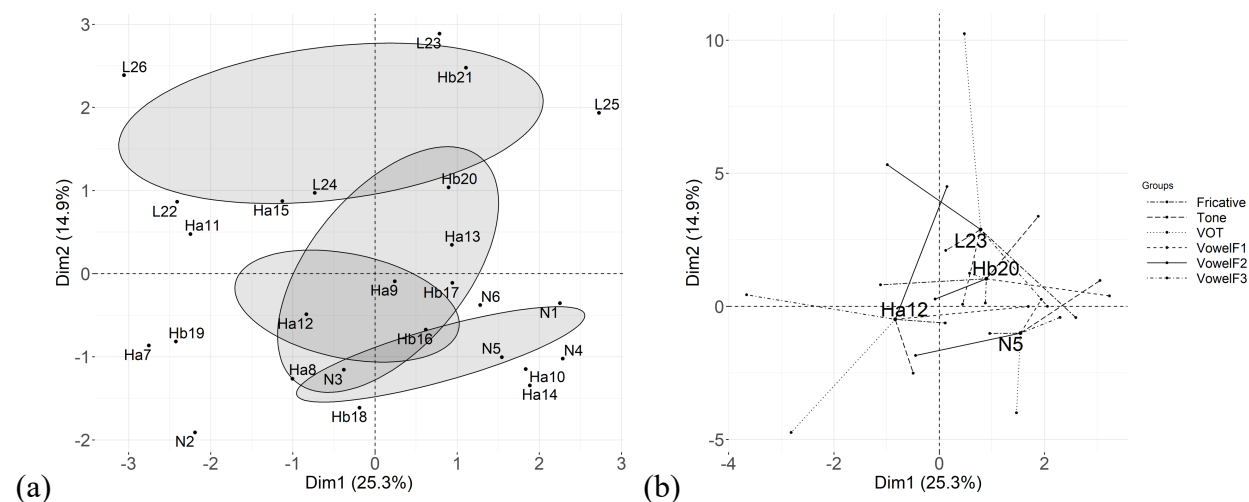 3
2
1
0
-1
-2
Dim2 (14.9%)
L23
L26
Hb21
L25
L24
Hb20
L22
Ha15
Ha11
Ha13
Ha9
Hb17
N6
N1
Ha12
Hb16
Hb19
Ha7
N5
N4
Ha8
N3
Ha10
Ha14
Hb18
N2
-3 -2 -1 0 1 2 3
Dim1 (25.3%)
(a)
10
5
0
-5
Dim2 (14.9%)
L23
Hb20
Ha12
N5
-4 -2 0 2
Dim1 (25.3%)
(b)
Groups
Fricative
Tone
VOT
VowelF1
VowelF2
VowelF3